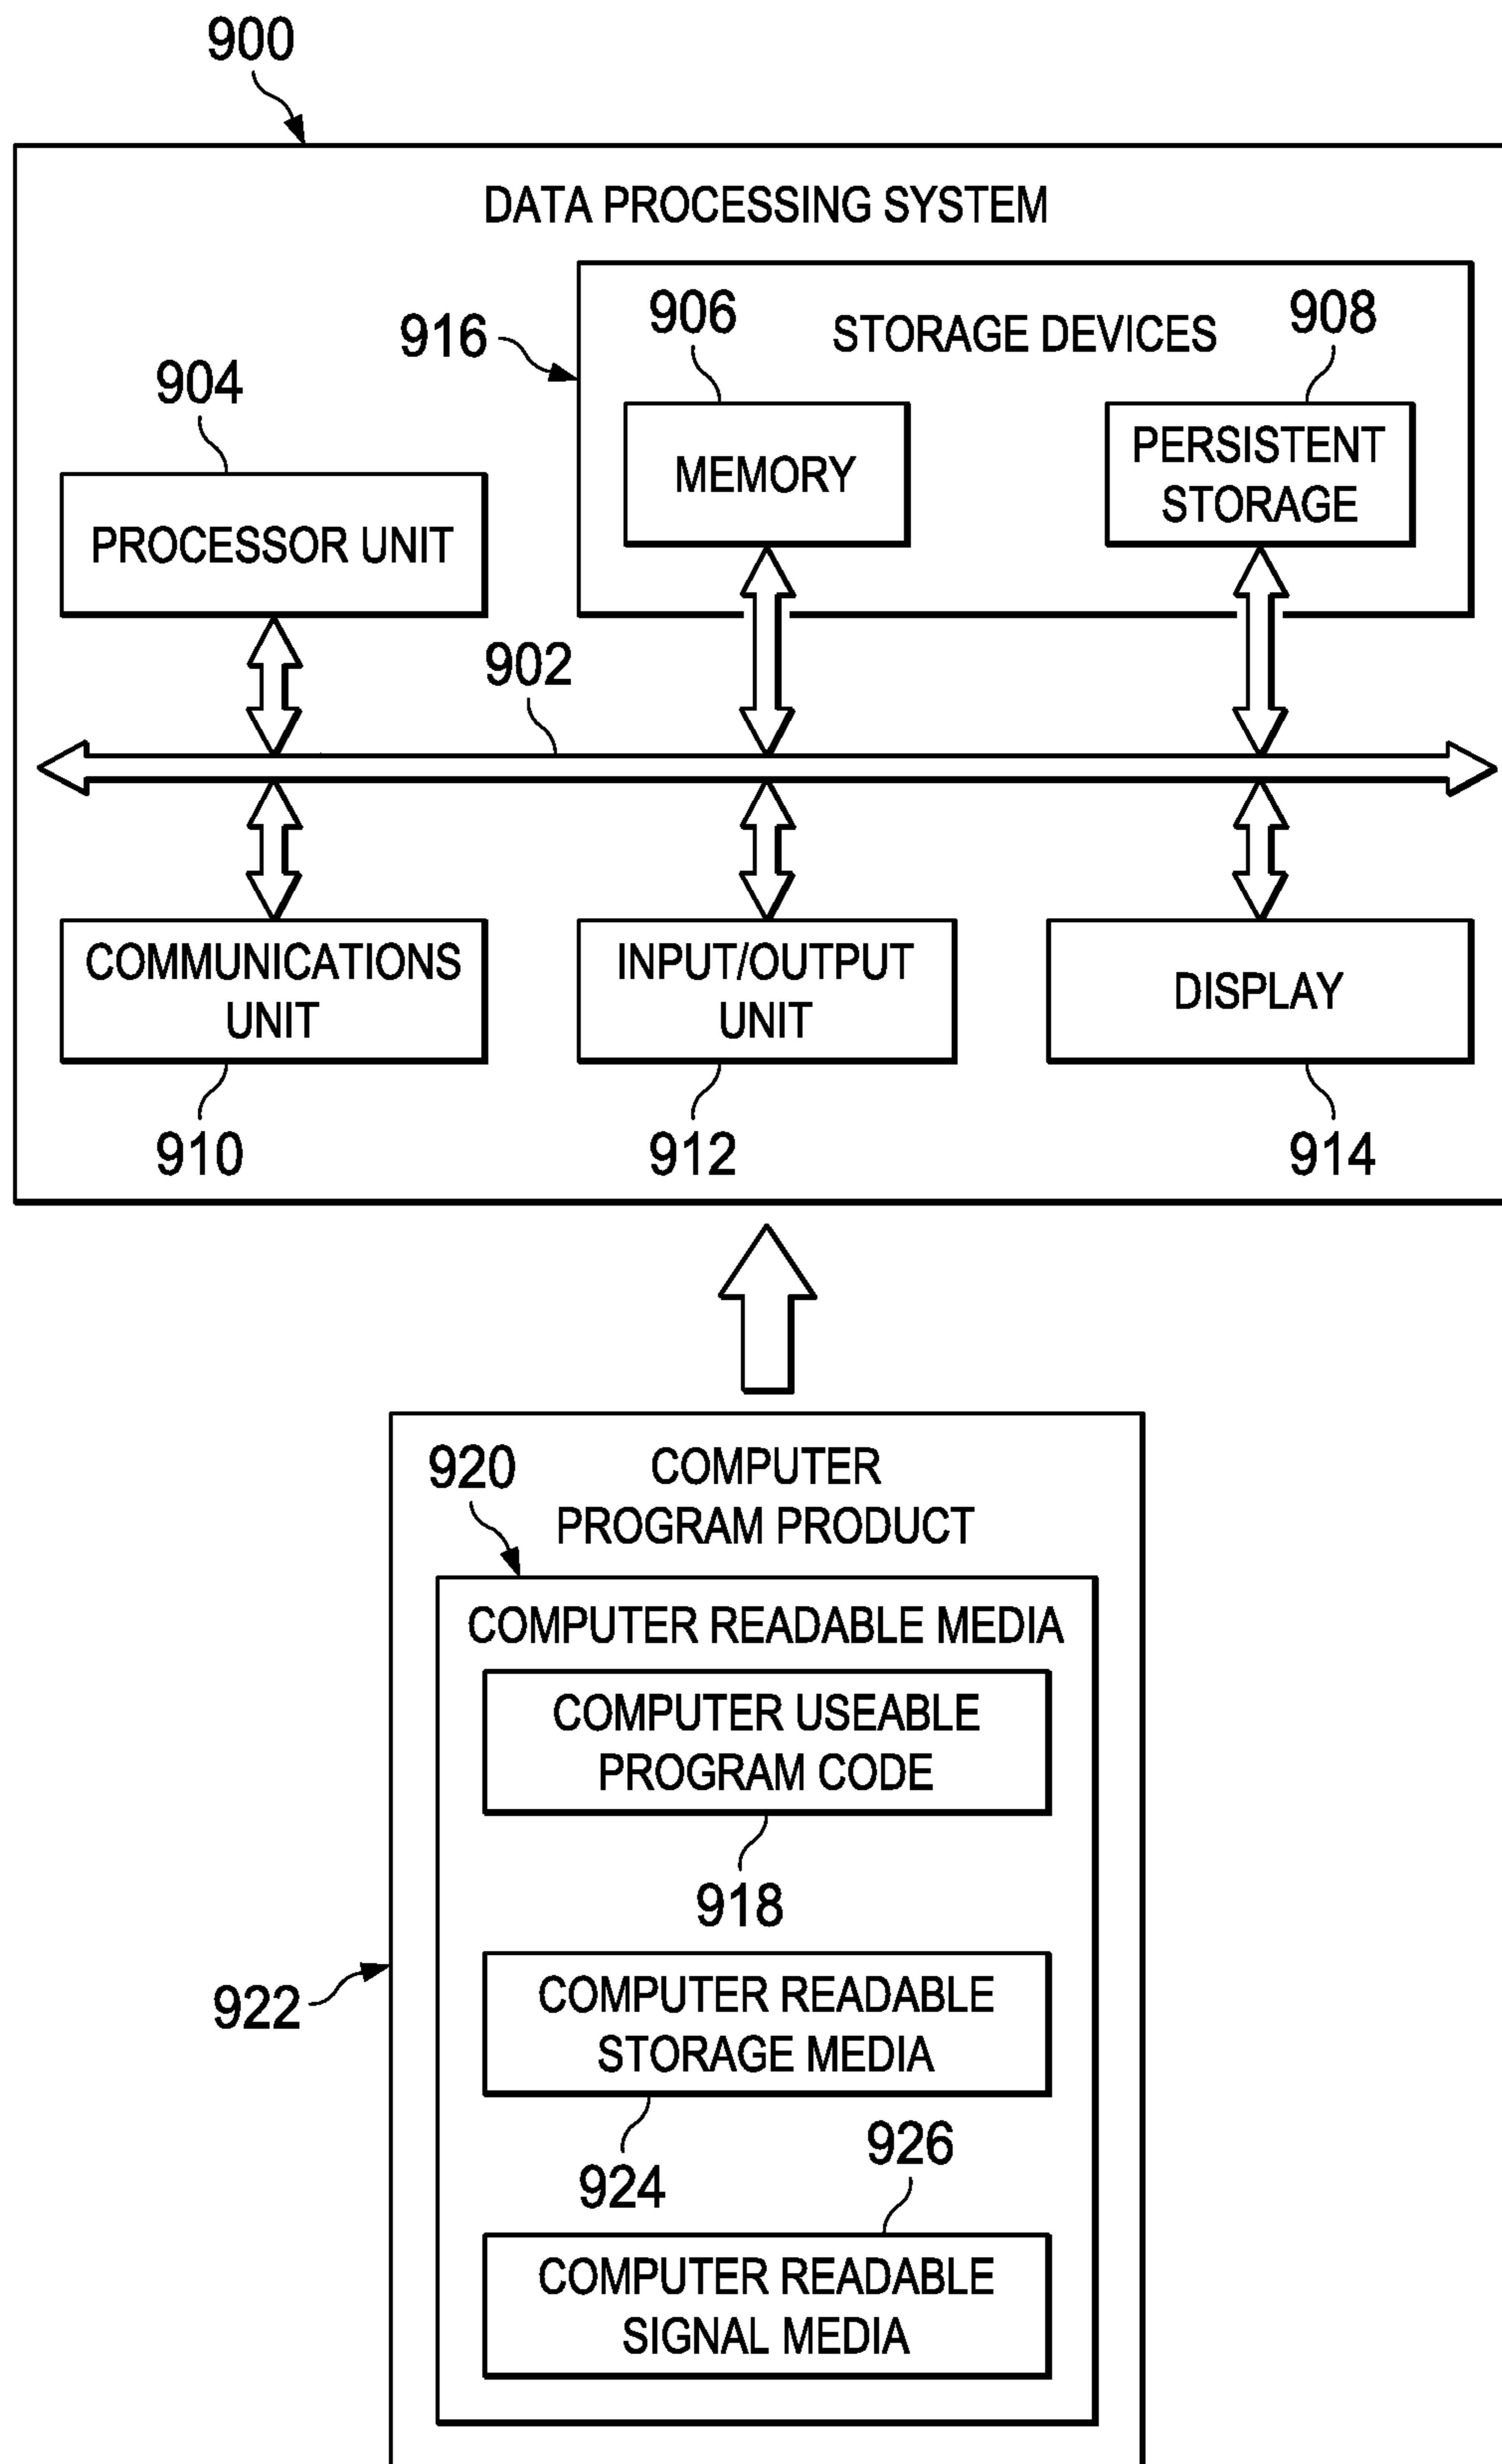 900
DATA PROCESSING SYSTEM
916
906
STORAGE DEVICES
908
904
MEMORY
PERSISTENT
STORAGE
PROCESSOR UNIT
902
COMMUNICATIONS
UNIT
INPUT/OUTPUT
UNIT
DISPLAY
910
912
914
920
COMPUTER
PROGRAM PRODUCT
COMPUTER READABLE MEDIA
COMPUTER USEABLE
PROGRAM CODE
918
922
COMPUTER READABLE
STORAGE MEDIA
924
926
COMPUTER READABLE
SIGNAL MEDIA